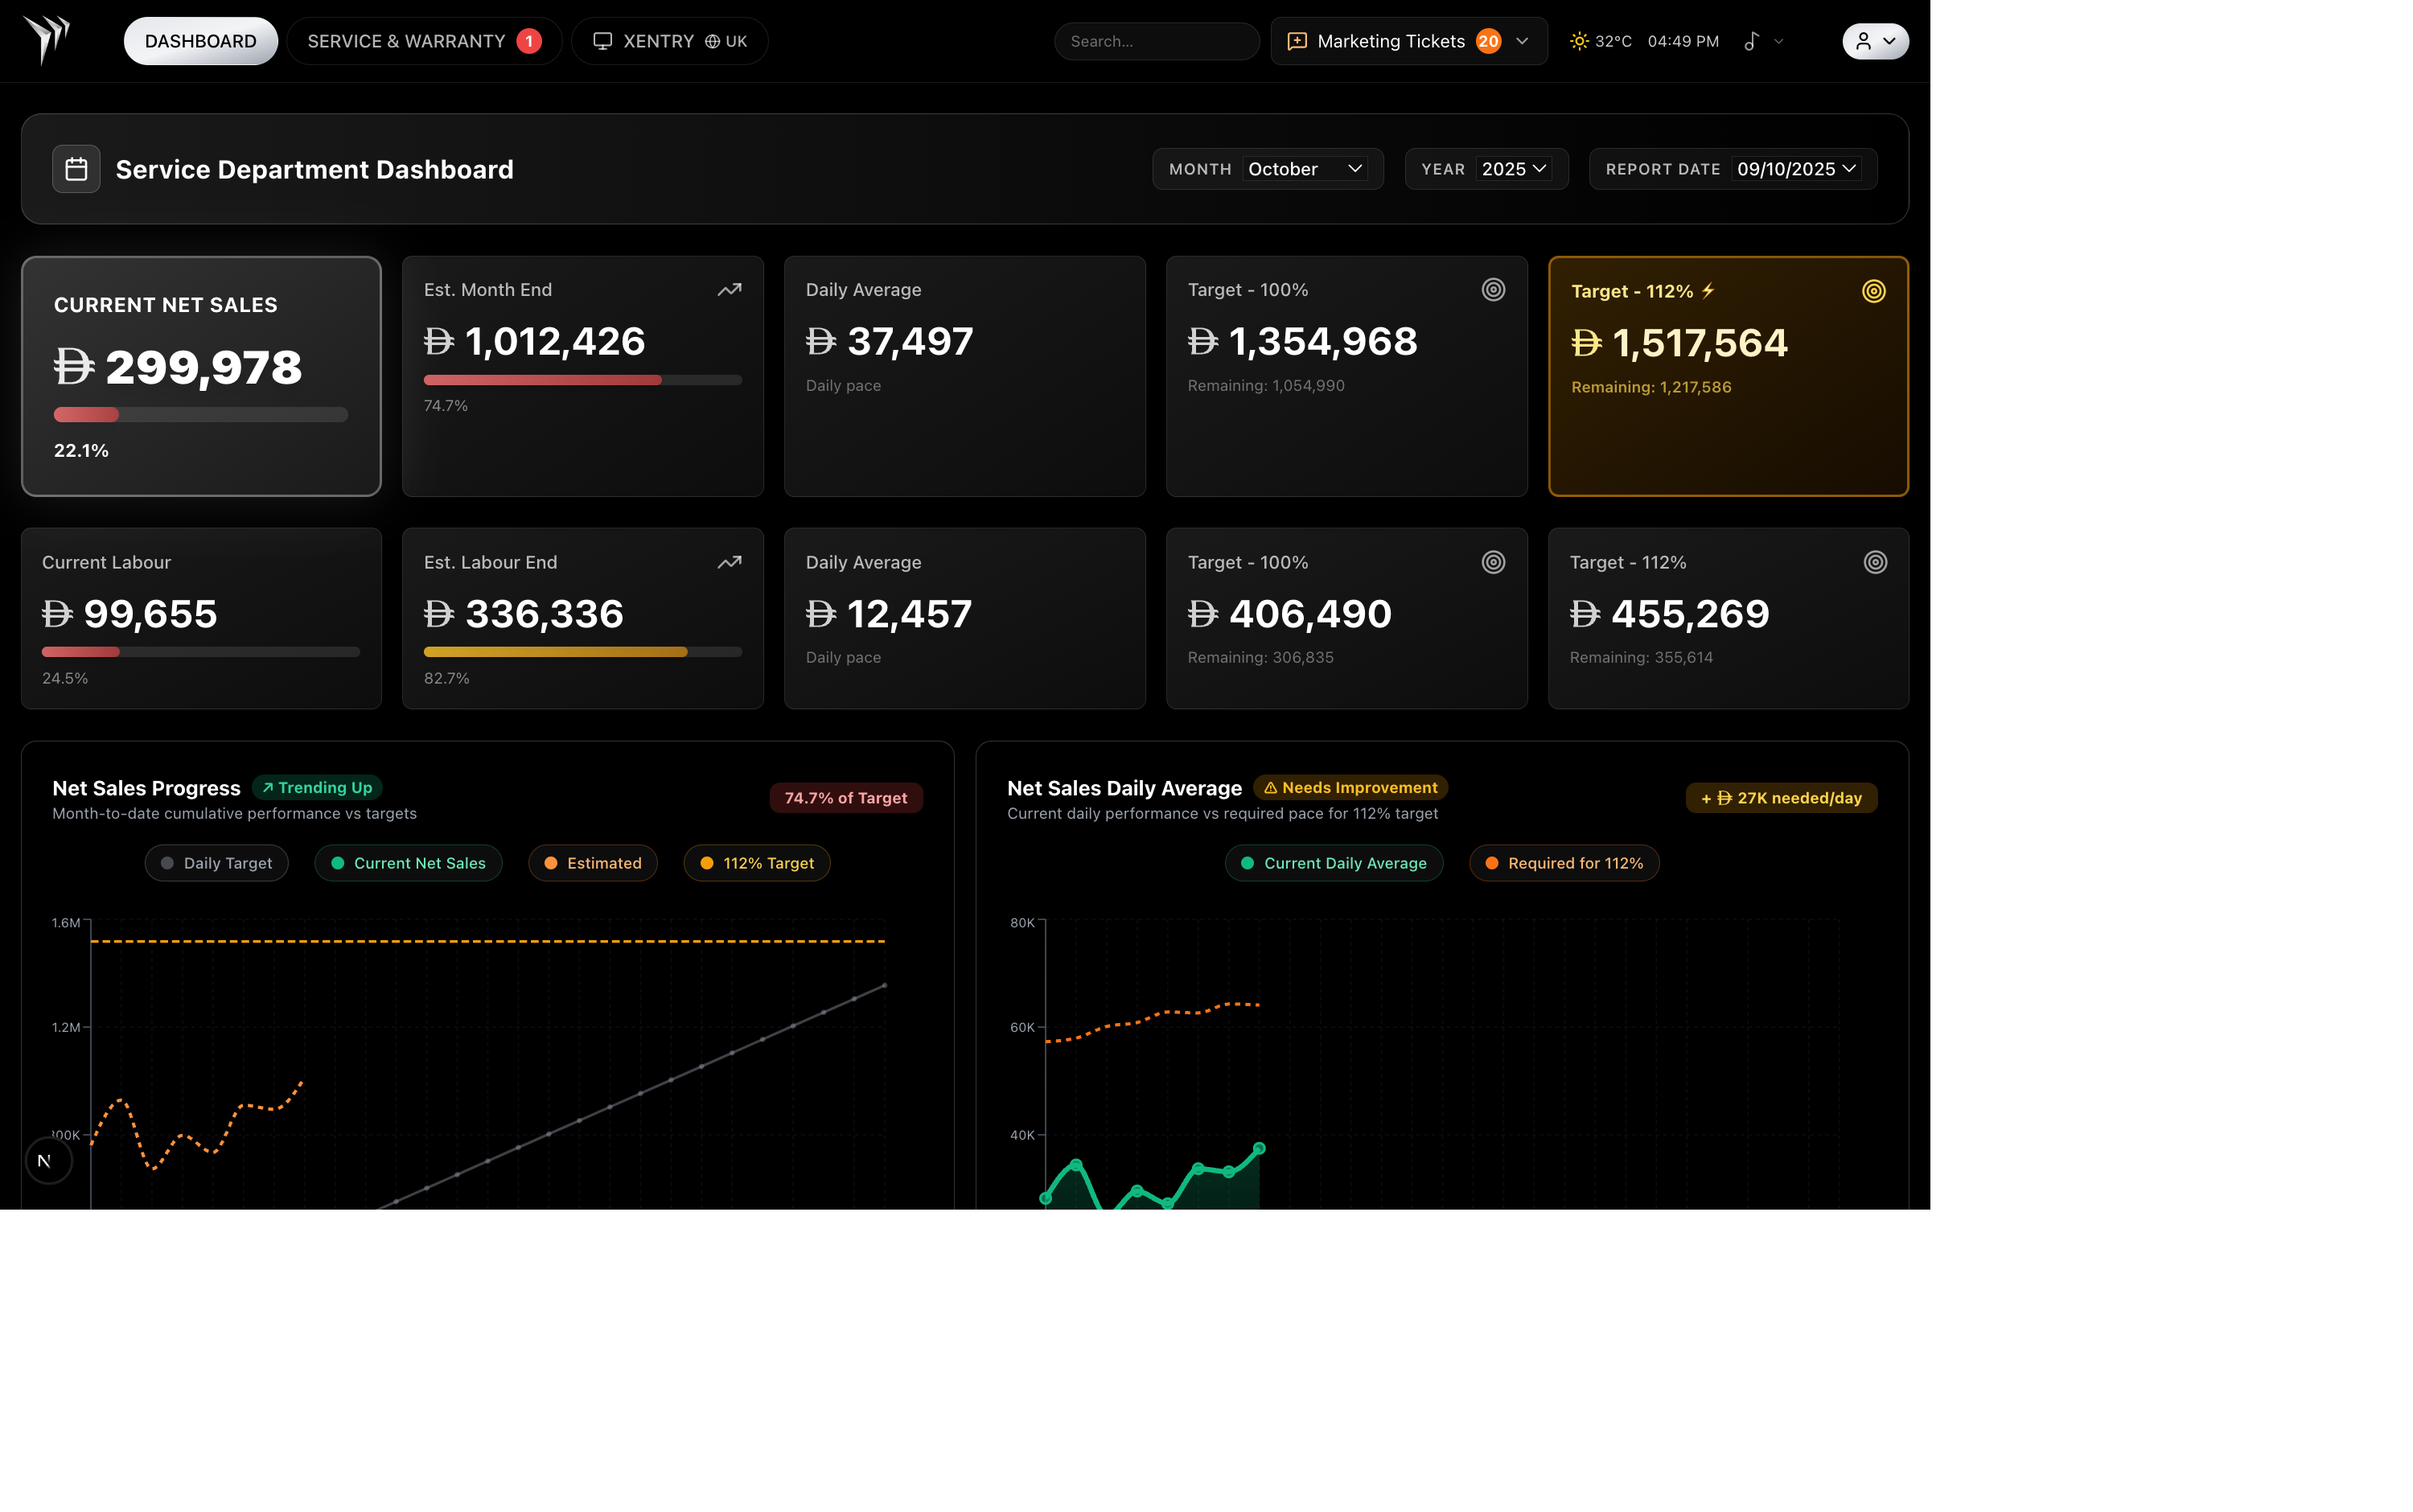 DASHBOARD
SERVICE & WARRANTY 1
XENTRY UK
Search...
Marketing Tickets 20
32°C 04:49 PM
Service Department Dashboard
MONTH October
YEAR 2025
REPORT DATE 09/10/2025
CURRENT NET SALES
299,978
22.1%
Est. Month End
1,012,426
74.7%
Daily Average
37,497
Daily pace
Target - 100%
1,354,968
Remaining: 1,054,990
Target - 112% ⚡
1,517,564
Remaining: 1,217,586
Current Labour
99,655
24.5%
Est. Labour End
336,336
82.7%
Daily Average
12,457
Daily pace
Target - 100%
406,490
Remaining: 306,835
Target - 112%
455,269
Remaining: 355,614
Net Sales Progress
Trending Up
Month-to-date cumulative performance vs targets
74.7% of Target
Daily Target
Current Net Sales
Estimated
112% Target
1.6M
1.2M
N
Net Sales Daily Average
Needs Improvement
Current daily performance vs required pace for 112% target
+ 27K needed/day
Current Daily Average
Required for 112%
80K
60K
40K